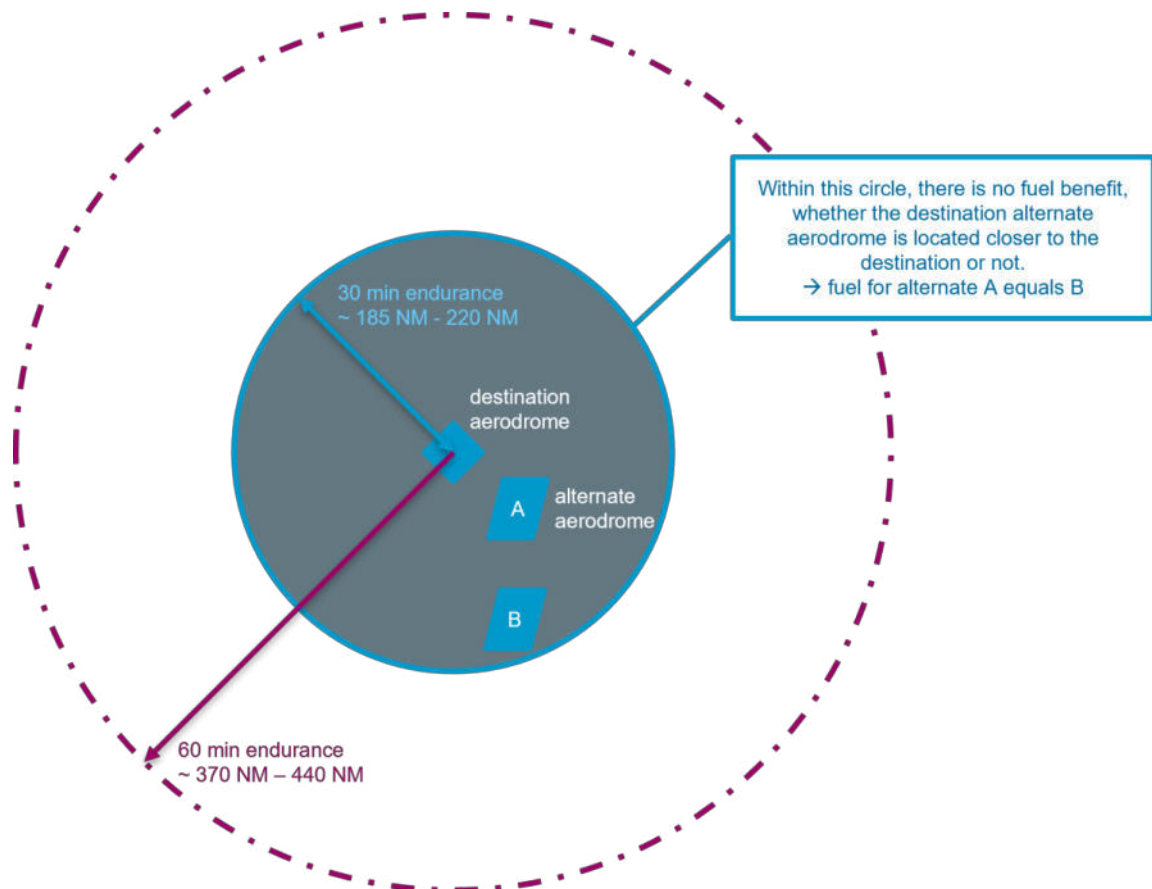 Within this circle, there is no fuel benefit,
whether the destination alternate
aerodrome is located closer to the
destination or not.
→ fuel for alternate A equals B
30 min endurance
~ 185 NM - 220 NM
destination
aerodrome
A
alternate
aerodrome
B
60 min endurance
~ 370 NM – 440 NM